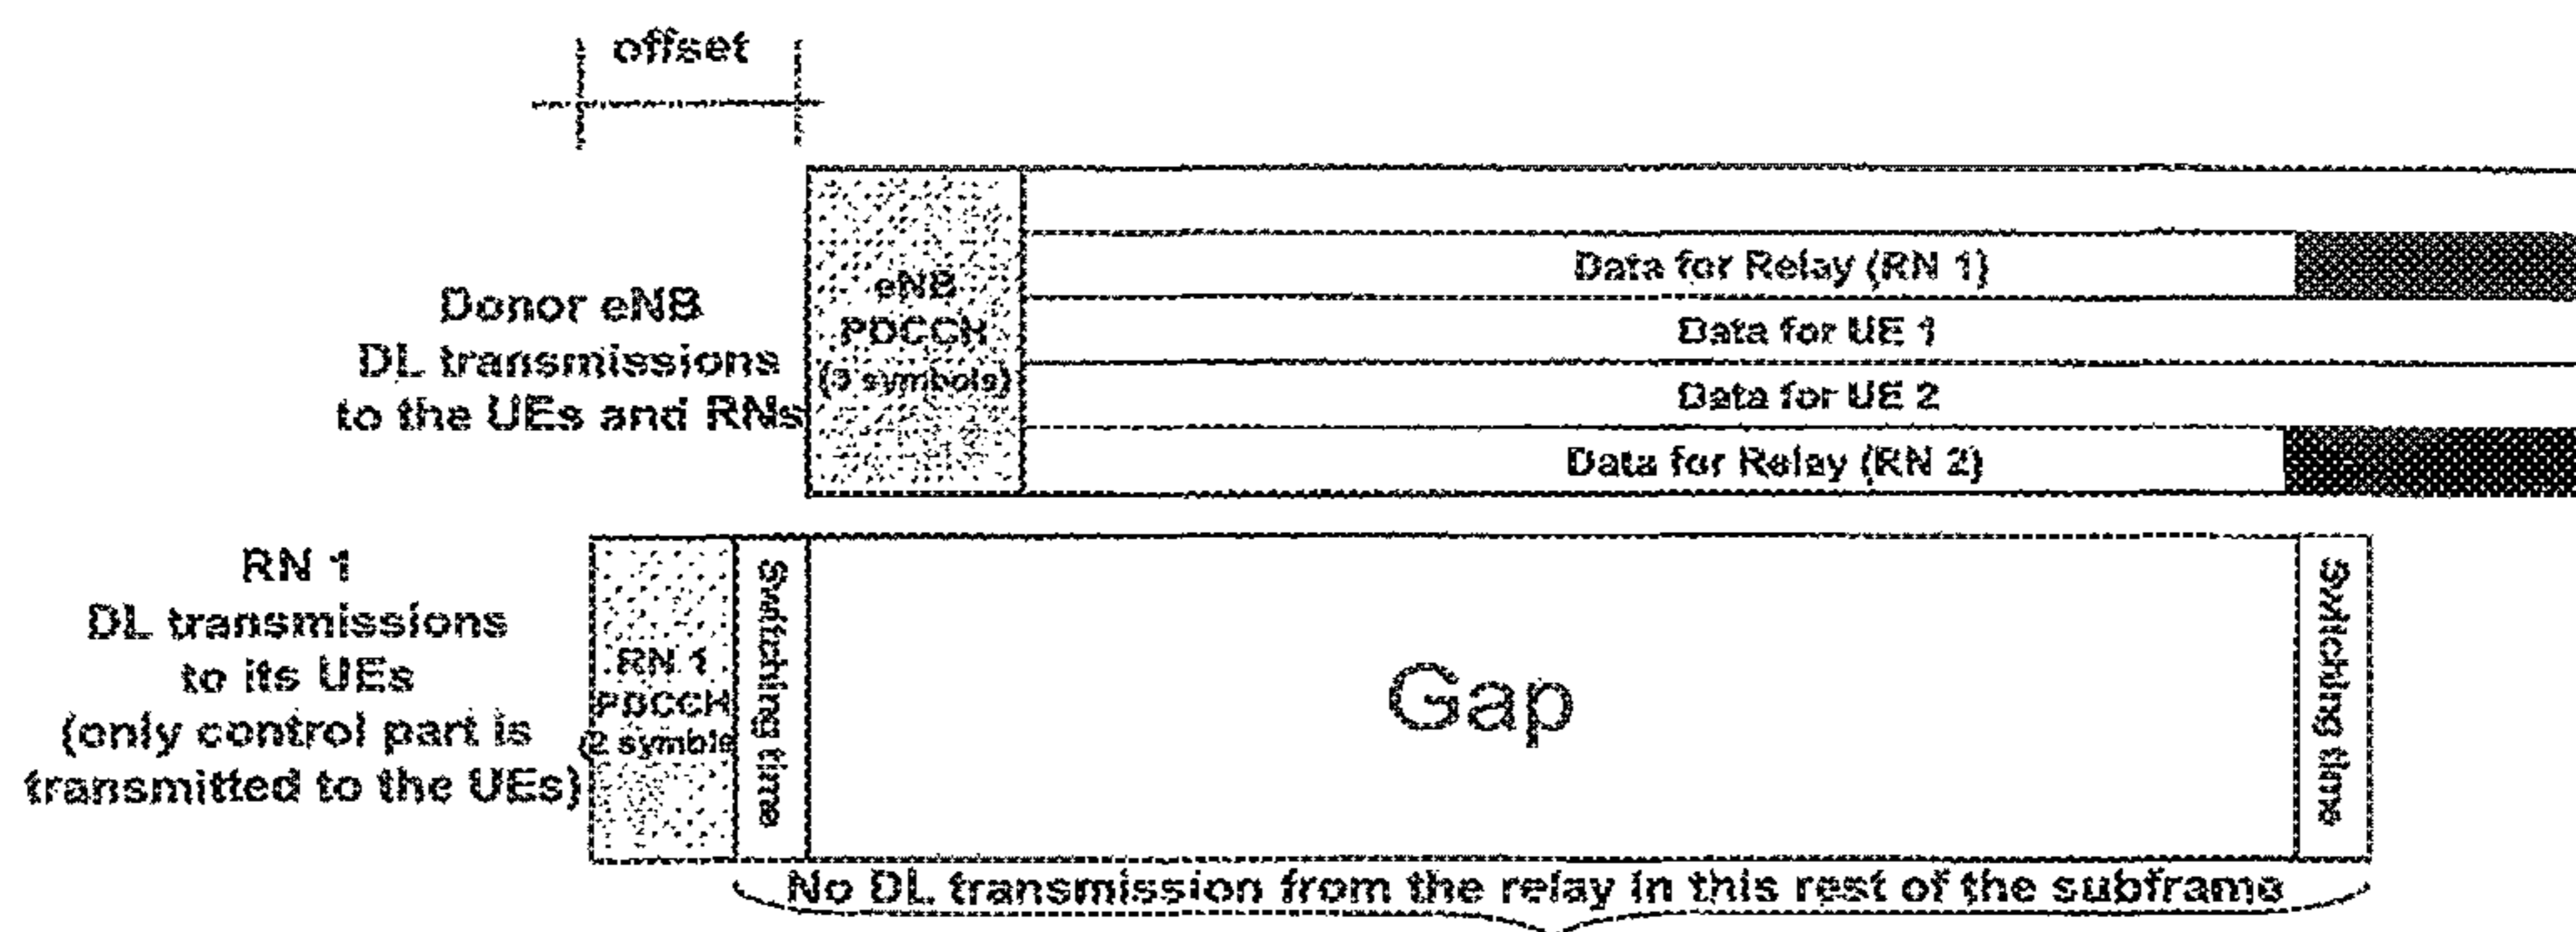 offset
Donor eNB
DL transmissions
to the UEs and RNs
eNB
PDCCH
(3 symbols)
Data for Relay (RN 1)
Data for UE 1
Data for UE 2
Data for Relay (RN 2)
RN 1
DL transmissions
to its UEs
(only control part is
transmitted to the UEs)
RN 1
PDCCH
(2 symbls
Switching time
Gap
Switching time
No DL transmission from the relay in this rest of the subframe